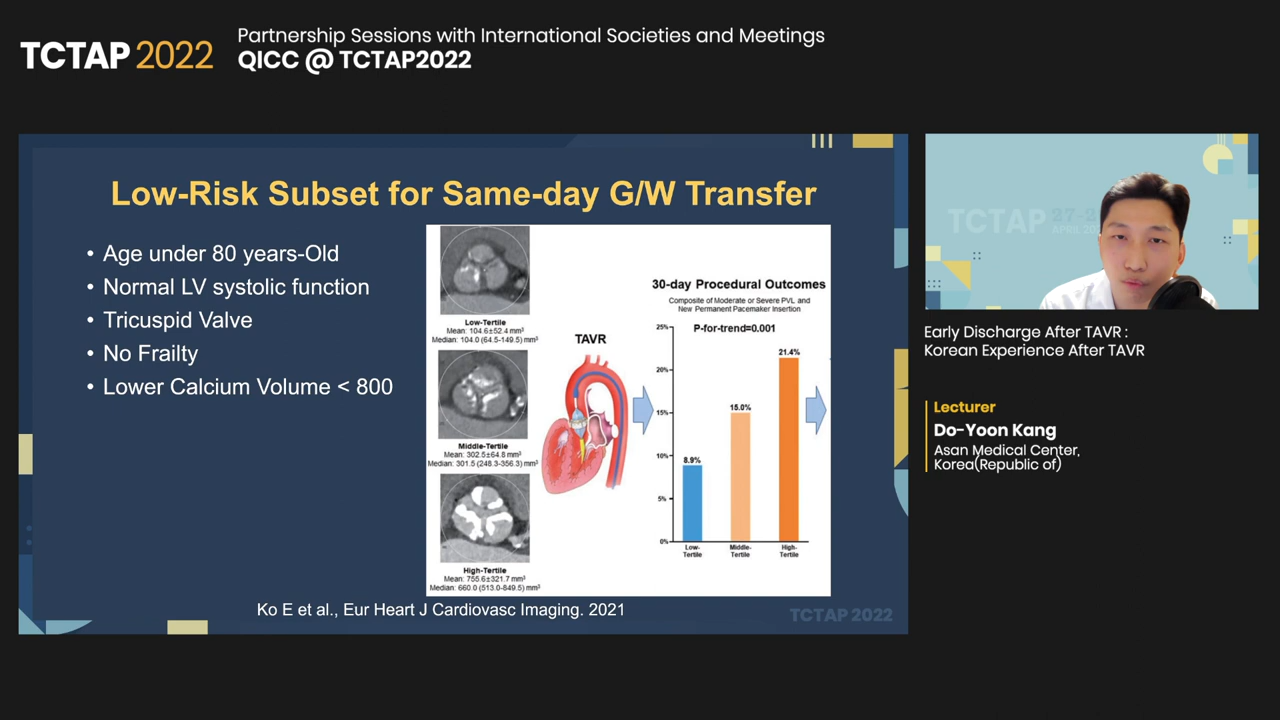 TCTAP 2022
Partnership Sessions with International Societies and Meetings
QICC @ TCTAP2022
Low-Risk Subset for Same-day G/W Transfer
• Age under 80 years-Old
• Normal LV systolic function
• Tricuspid Valve
• No Frailty
• Lower Calcium Volume < 800
Low-Tertile
Mean: 104.6±52.4 mm³
Median: 104.0 (64.5-149.5) mm³
Middle-Tertile
Mean: 302.5±64.8 mm³
Median: 301.5 (248.3-356.3) mm³
High-Tertile
Mean: 755.6±321.7 mm³
Median: 660.0 (513.0-849.5) mm³
TAVR
30-day Procedural Outcomes
Composite of Moderate or Severe PVL and
New Permanent Pacemaker Insertion
P-for-trend=0.001
25%
20%
15%
10%
5%
0%
8.9%
15.0%
21.4%
Low-
Tertile
Middle-
Tertile
High-
Tertile
Ko E et al., Eur Heart J Cardiovasc Imaging. 2021
TCTAP 2022
TCTAP
Early Discharge After TAVR :
Korean Experience After TAVR
Lecturer
Do-Yoon Kang
Asan Medical Center,
Korea(Republic of)